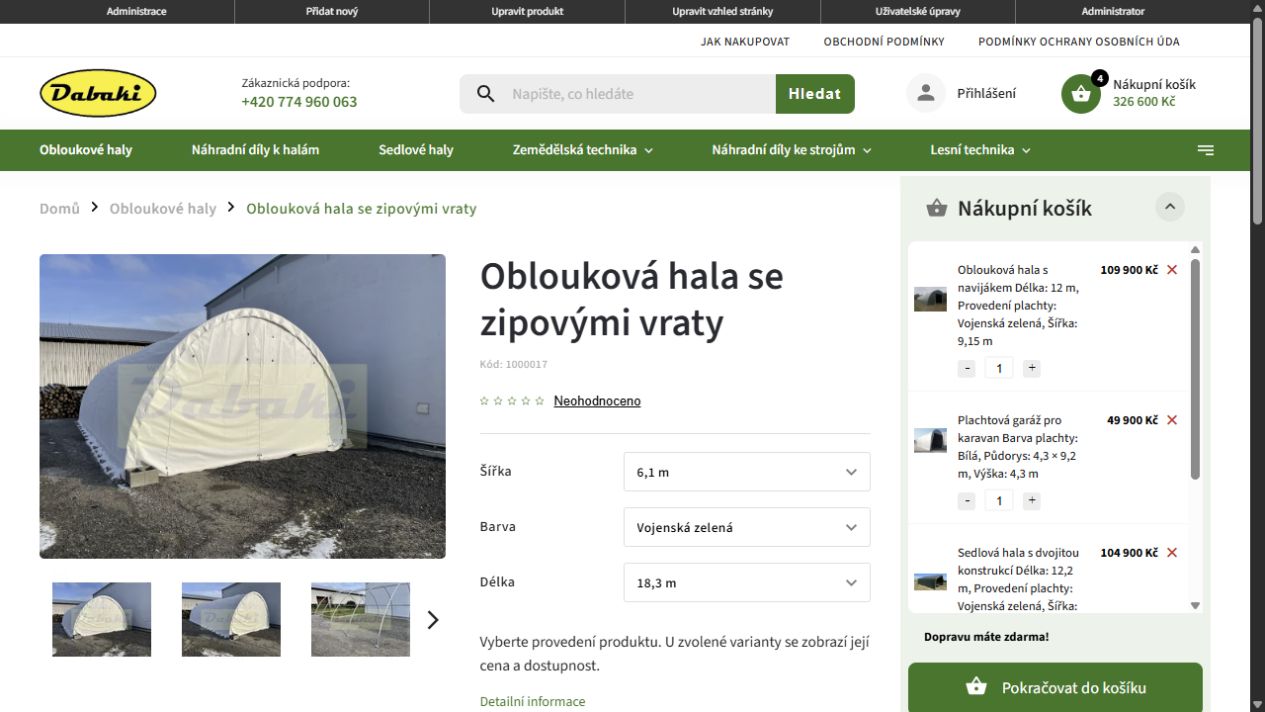 Administrace
Přidat nový
Upravit produkt
Upravit vzhled stránky
Uživatelské úpravy
Administrator
JAK NAKUPOVAT
OBCHODNÍ PODMÍNKY
PODMÍNKY OCHRANY OSOBNÍCH ÚDA
Dabaki
Zákaznická podpora:
+420 774 960 063
Napište, co hledáte
Hledat
Přihlášení
4
Nákupní košík
326 600 Kč
Obloukové haly
Náhradní díly k halám
Sedlové haly
Zemědělská technika
Náhradní díly ke strojům
Lesní technika
Domů
Obloukové haly
Oblouková hala se zipovými vraty
Dabaki
Oblouková hala se
zipovými vraty
Kód: 1000017
Neohodnoceno
Šířka
6,1 m
Barva
Vojenská zelená
Délka
18,3 m
Vyberte provedení produktu. U zvolené varianty se zobrazí její
cena a dostupnost.
Detailní informace
Nákupní košík
Oblouková hala s
navijákem Délka: 12 m,
Provedení plachty:
Vojenská zelená, Šířka:
9,15 m
109 900 Kč
- 1 +
Plachtová garáž pro
karavan Barva plachty:
Bílá, Půdorys: 4,3 × 9,2
m, Výška: 4,3 m
49 900 Kč
- 1 +
Sedlová hala s dvojitou
konstrukcí Délka: 12,2
m, Provedení plachty:
Vojenská zelená, Šířka:
104 900 Kč
Dopravu máte zdarma!
Pokračovat do košíku